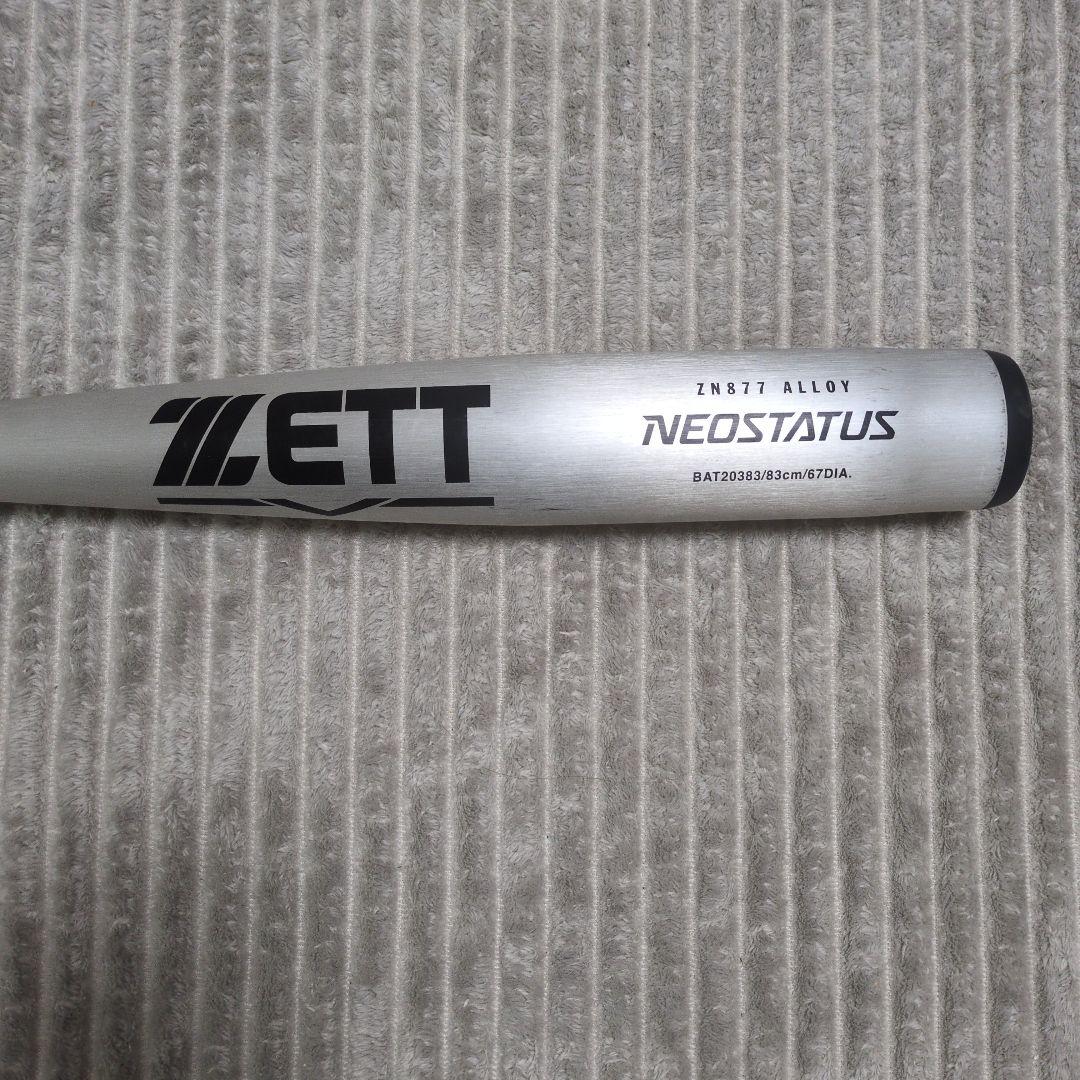 ZETT
ZN877 ALLOY
NEOSTATUS
BAT20383/83cm/67DIA.